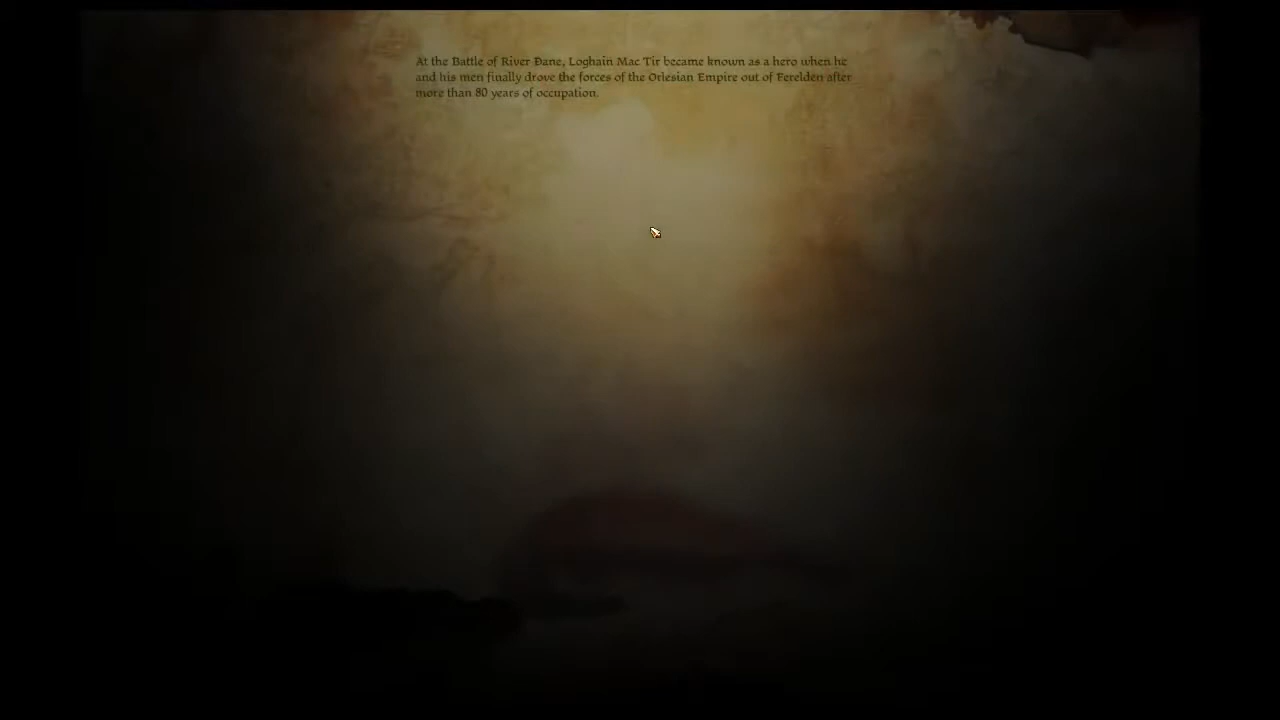 At the Battle of River Dane, Loghain Mac Tir became known as a hero when he
and his men finally drove the forces of the Orlesian Empire out of Ferelden after
more than 80 years of occupation.